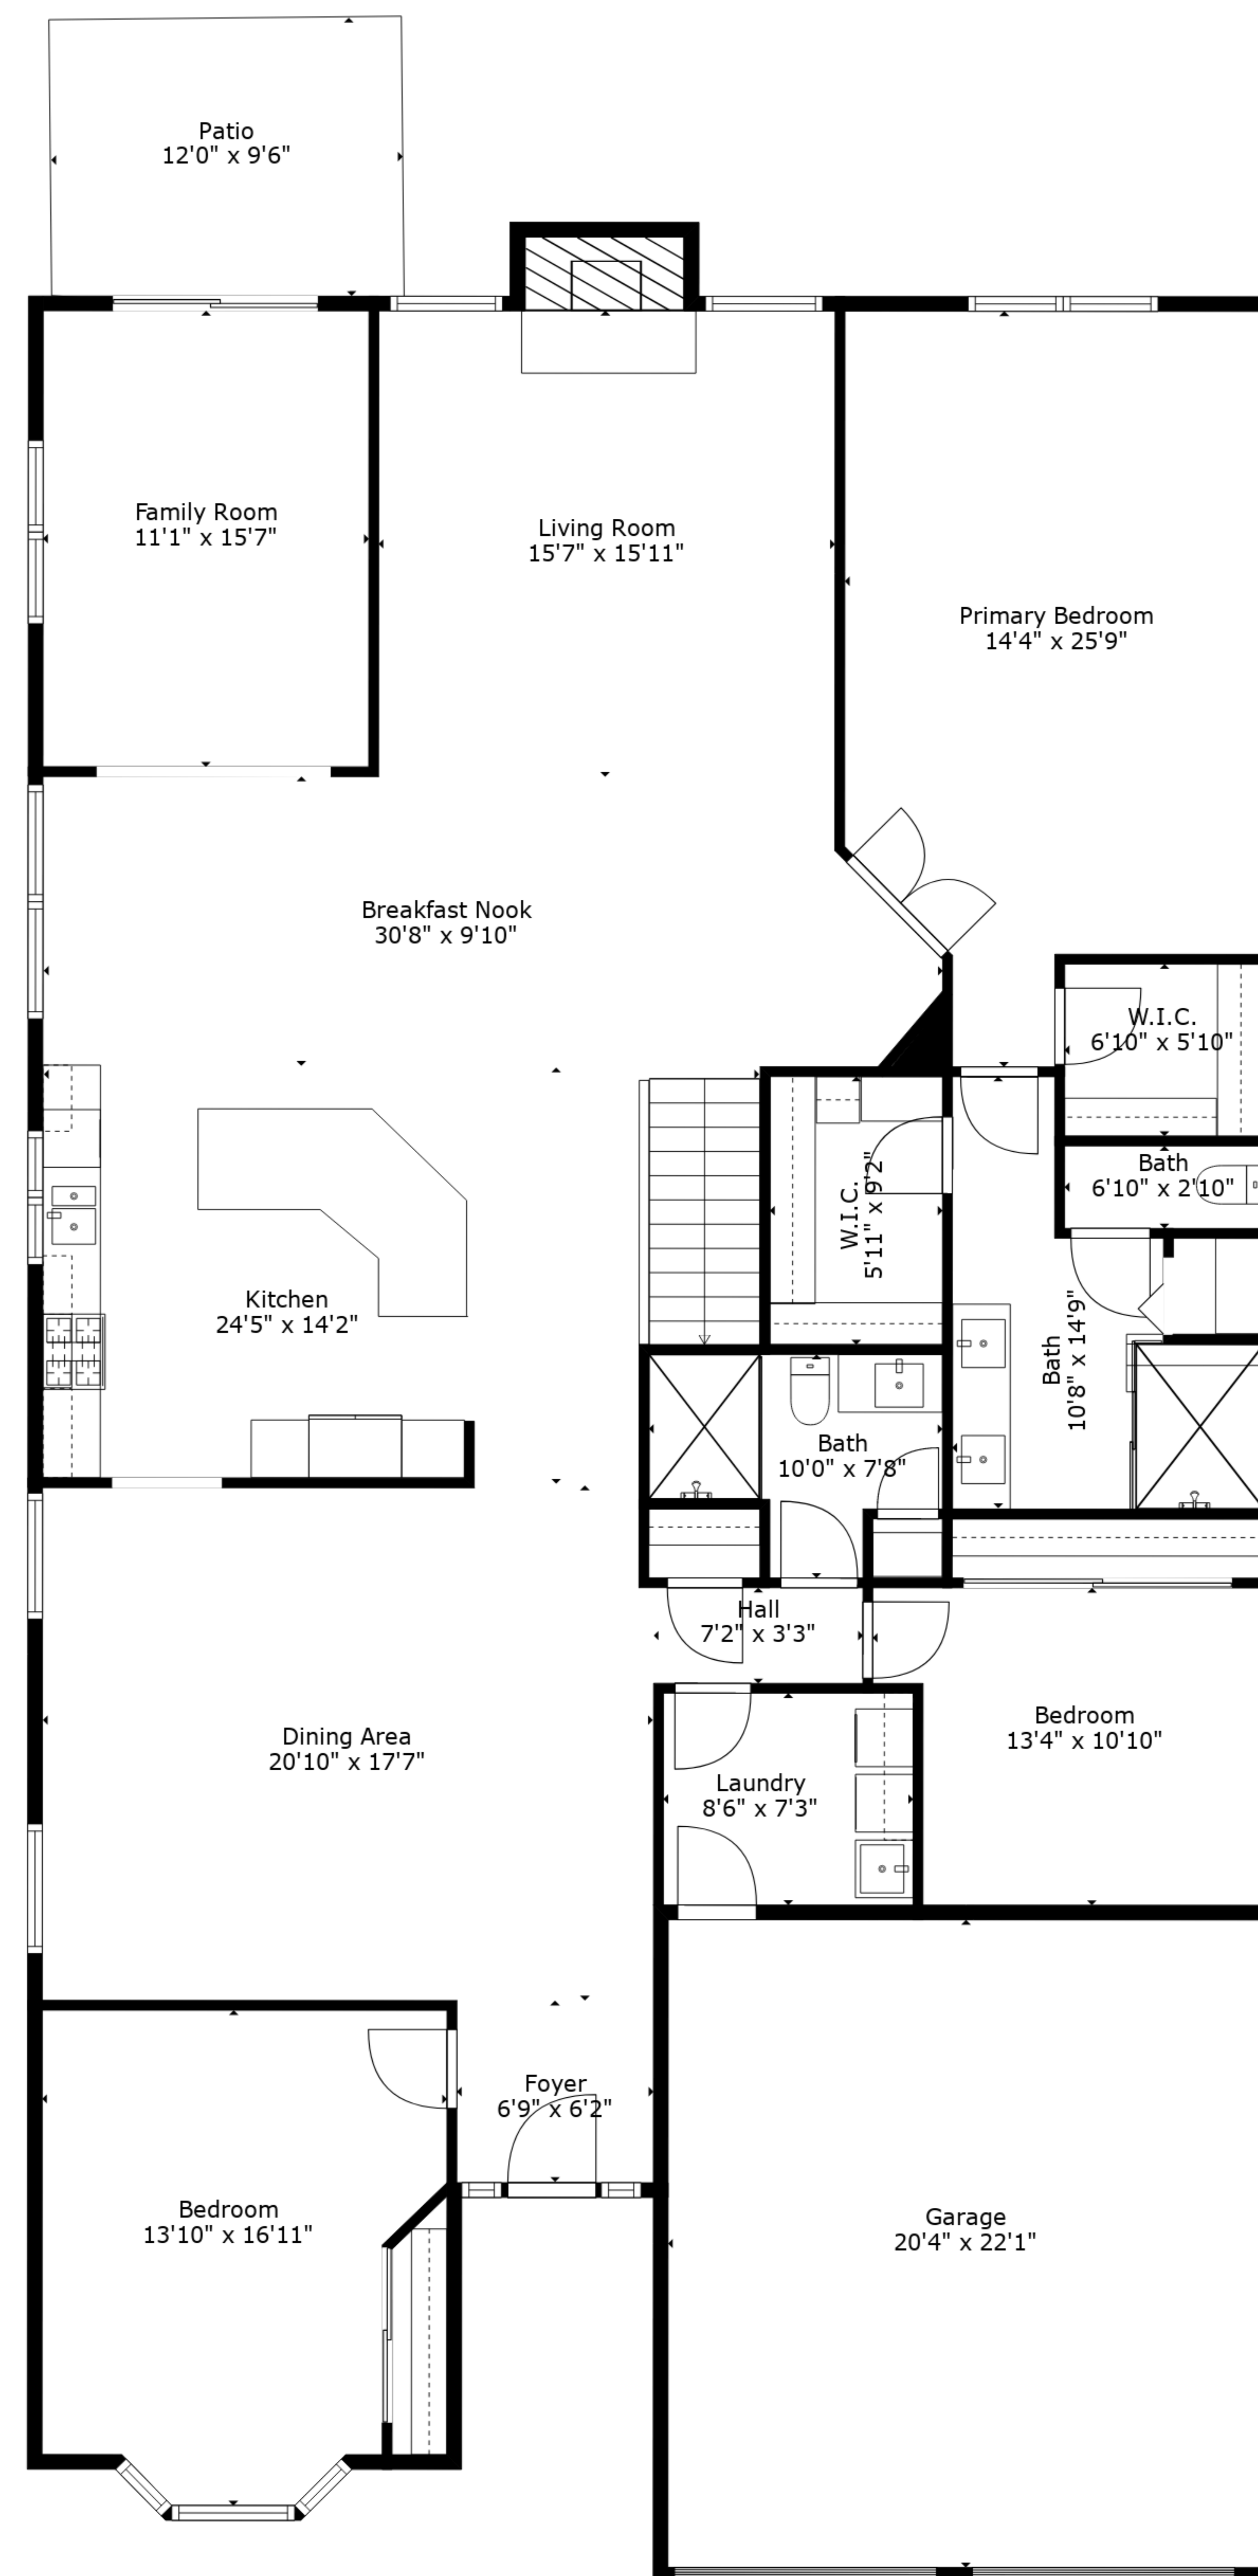 Patio
12'0" x 9'6"
Family Room
11'1" x 15'7"
Living Room
15'7" x 15'11"
Primary Bedroom
14'4" x 25'9"
Breakfast Nook
30'8" x 9'10"
W.I.C.
6'10" x 5'10"
Bath
6'10" x 2'10"
W.I.C.
5'11" x 9'2"
Kitchen
24'5" x 14'2"
Bath
10'8" x 14'9"
Bath
10'0" x 7'8"
Hall
7'2" x 3'3"
Bedroom
13'4" x 10'10"
Dining Area
20'10" x 17'7"
Laundry
8'6" x 7'3"
Foyer
6'9" x 6'2"
Bedroom
13'10" x 16'11"
Garage
20'4" x 22'1"